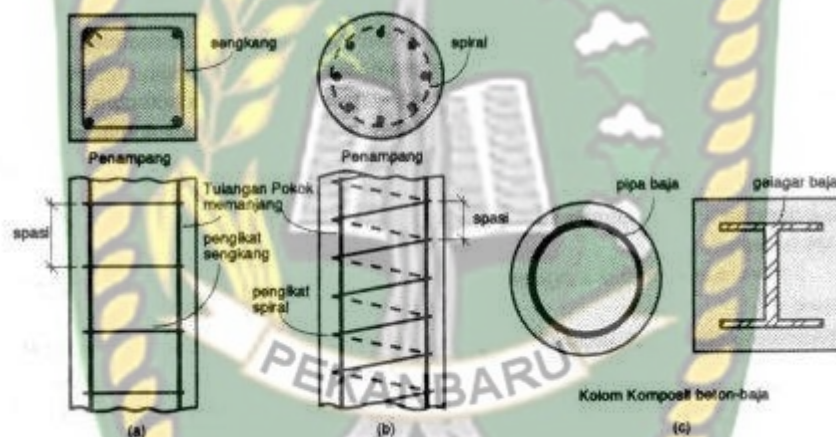 sengkang
spiral
Penampang
Penampang
Tulangan Pokok
memanjang
spasi
pengikat
sengkang
spasi
pengikat
spiral
pipa baja
gelagar baja
Kolom Komposit beton-baja
PEKANBARU
(a)
(b)
(c)